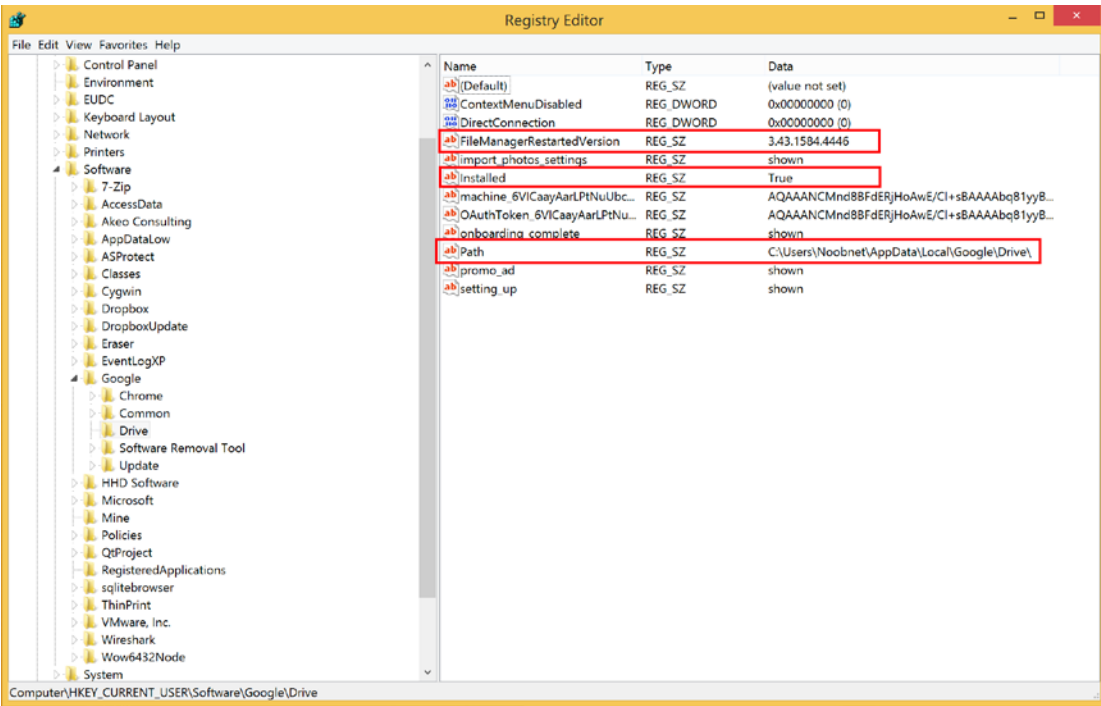 Registry Editor
File Edit View Favorites Help
Control Panel
Environment
EUDC
Keyboard Layout
Network
Printers
Software
7-Zip
AccessData
Akeo Consulting
AppDataLow
ASProtect
Classes
Cygwin
Dropbox
DropboxUpdate
Eraser
EventLogXP
Google
Chrome
Common
Drive
Software Removal Tool
Update
HHD Software
Microsoft
Mine
Policies
QtProject
RegisteredApplications
sqlitebrowser
ThinPrint
VMware, Inc.
Wireshark
Wow6432Node
System
Name Type Data
(Default) REG_SZ (value not set)
ContextMenuDisabled REG_DWORD 0x00000000 (0)
DirectConnection REG_DWORD 0x00000000 (0)
FileManagerRestartedVersion REG_SZ 3.43.1584.4446
import_photos_settings REG_SZ shown
Installed REG_SZ True
machine_6VICaayAarLPtNuUbc... REG_SZ AQAAANCMnd8BFdERjHoAwE/Cl+sBAAAAbq81yyB...
OAuthToken_6VICaayAarLPtNu... REG_SZ AQAAANCMnd8BFdERjHoAwE/Cl+sBAAAAbq81yyB...
onboarding_complete REG_SZ shown
Path REG_SZ C:\Users\Noobnet\AppData\Local\Google\Drive\
promo_ad REG_SZ shown
setting_up REG_SZ shown
Computer\HKEY_CURRENT_USER\Software\Google\Drive